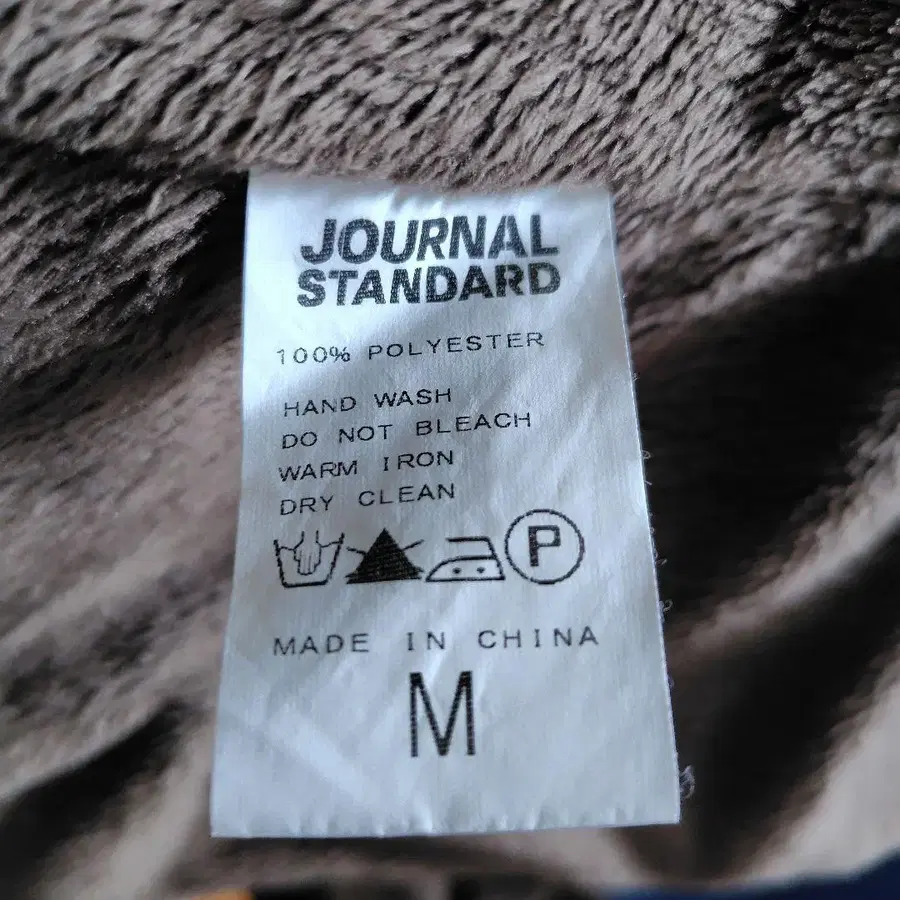 JOURNAL
STANDARD
100% POLYESTER
HAND WASH
DO NOT BLEACH
WARM IRON
DRY CLEAN
P
MADE IN CHINA
M